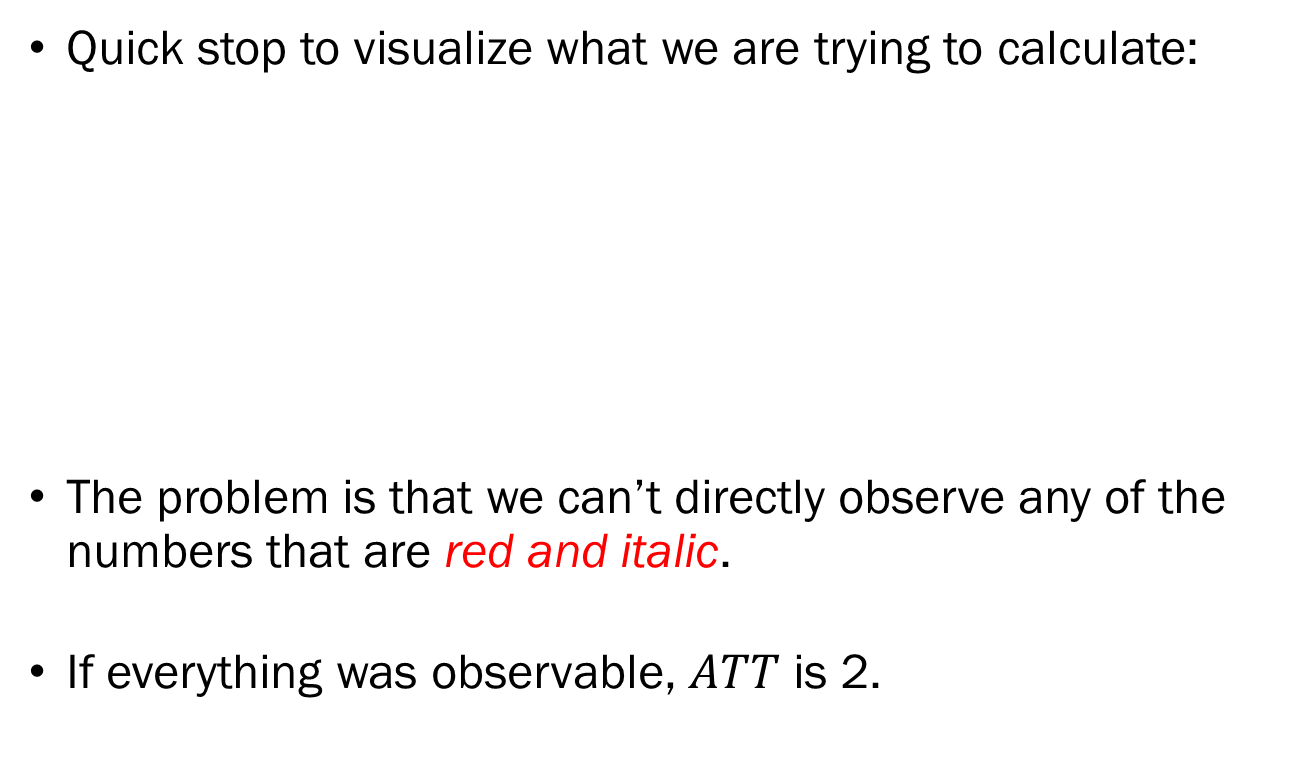 • Quick stop to visualize what we are trying to calculate:
• The problem is that we can’t directly observe any of the
numbers that are red and italic.
• If everything was observable, ATT is 2.